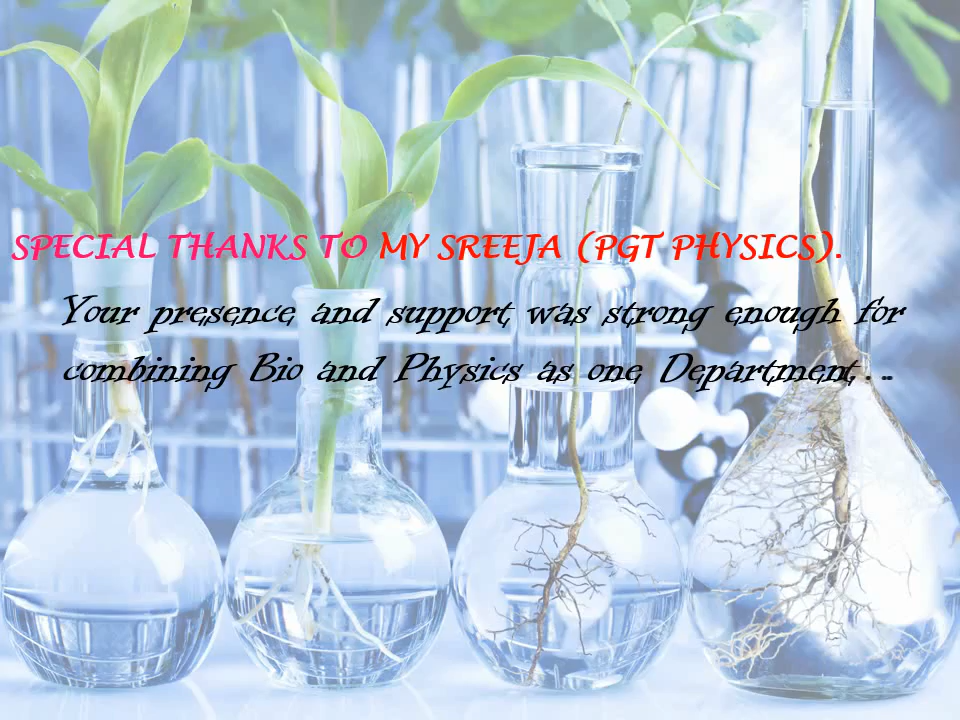 SPECIAL THANKS TO MY SREEJA (PGT PHYSICS).
Your presence and support was strong enough for
combining Bio and Physics as one Department…